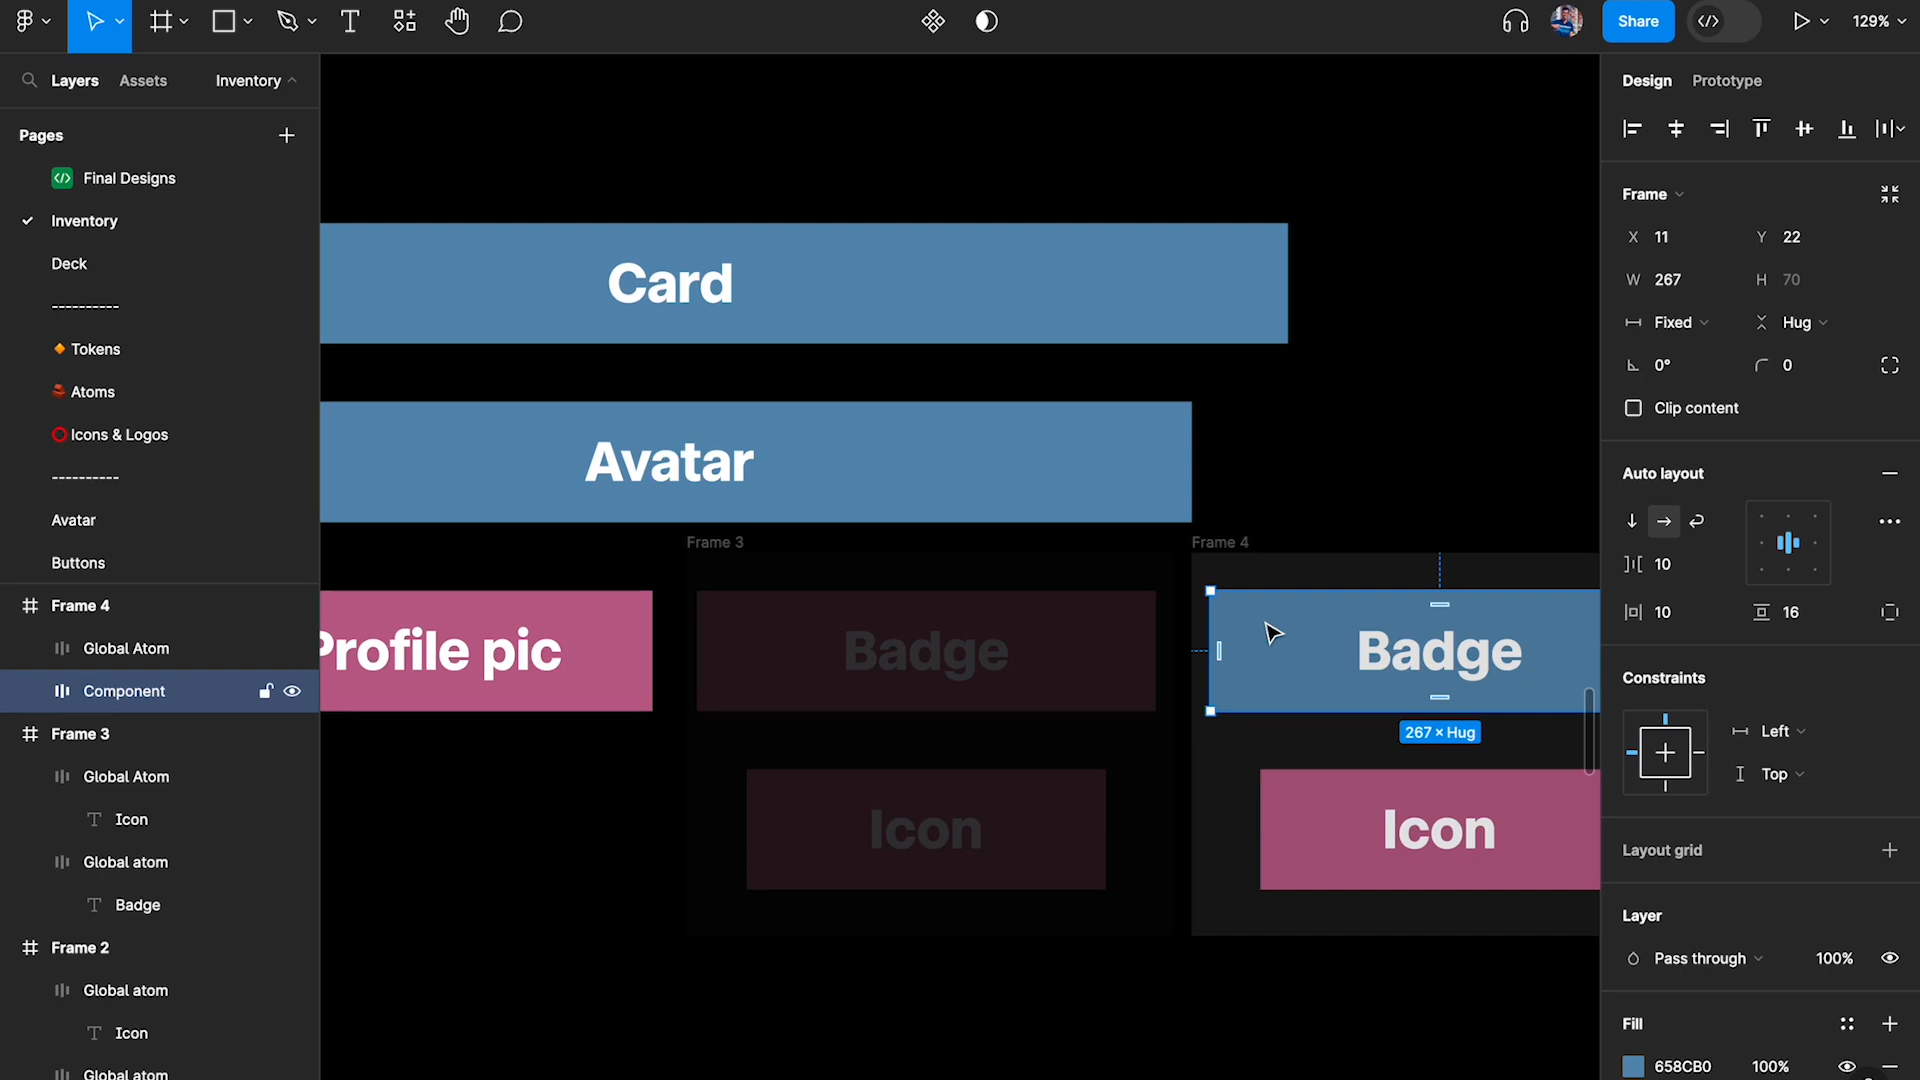 Share
129%
Layers
Assets
Inventory
Pages
Final Designs
Inventory
Deck
----------
Tokens
Atoms
Icons & Logos
----------
Avatar
Buttons
Frame 4
Global Atom
Component
Frame 3
Global Atom
Icon
Global atom
Badge
Frame 2
Global atom
Icon
Global atom
Card
Avatar
Frame 3
Frame 4
Profile pic
Badge
Badge
267 × Hug
Icon
Icon
Design
Prototype
Frame
X 11
Y 22
W 267
H 70
Fixed
Hug
0°
0
Clip content
Auto layout
10
10
16
Constraints
Left
Top
Layout grid
Layer
Pass through
100%
Fill
658CB0
100%